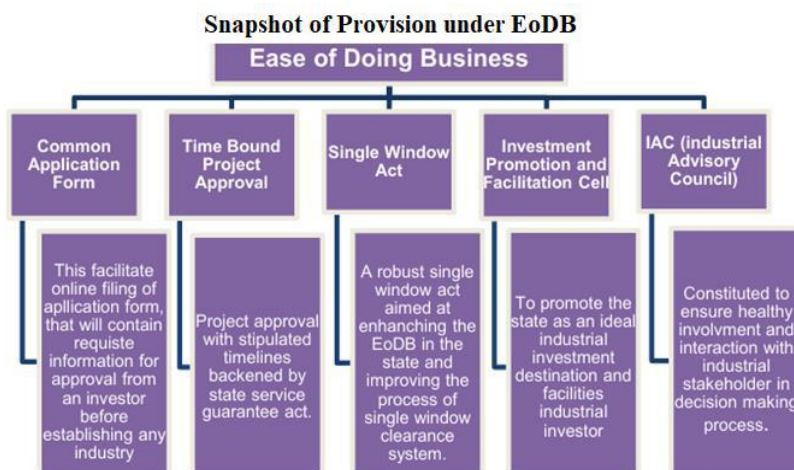 Snapshot of Provision under EoDB
Ease of Doing Business
Common
Application
Form
Time Bound
Project
Approval
Single Window
Act
Investment
Promotion and
Facilitation Cell
IAC (industrial
Advisory
Council)
This facilitate
online filing of
apllication form,
that will contain
requiste
information for
approval from
an investor
before
establishing any
industry
Project approval
with stipulated
timelines
backened by
state service
guarantee act.
A robust single
window act
aimed at
enhanching the
EoDB in the
state and
improving the
process of
single window
clearance
system.
To promote the
state as an ideal
industrial
investment
destination and
facilities
industrial
investor
Constituted to
ensure healthy
involvment and
interaction with
industrial
stakeholder in
decision making
process.